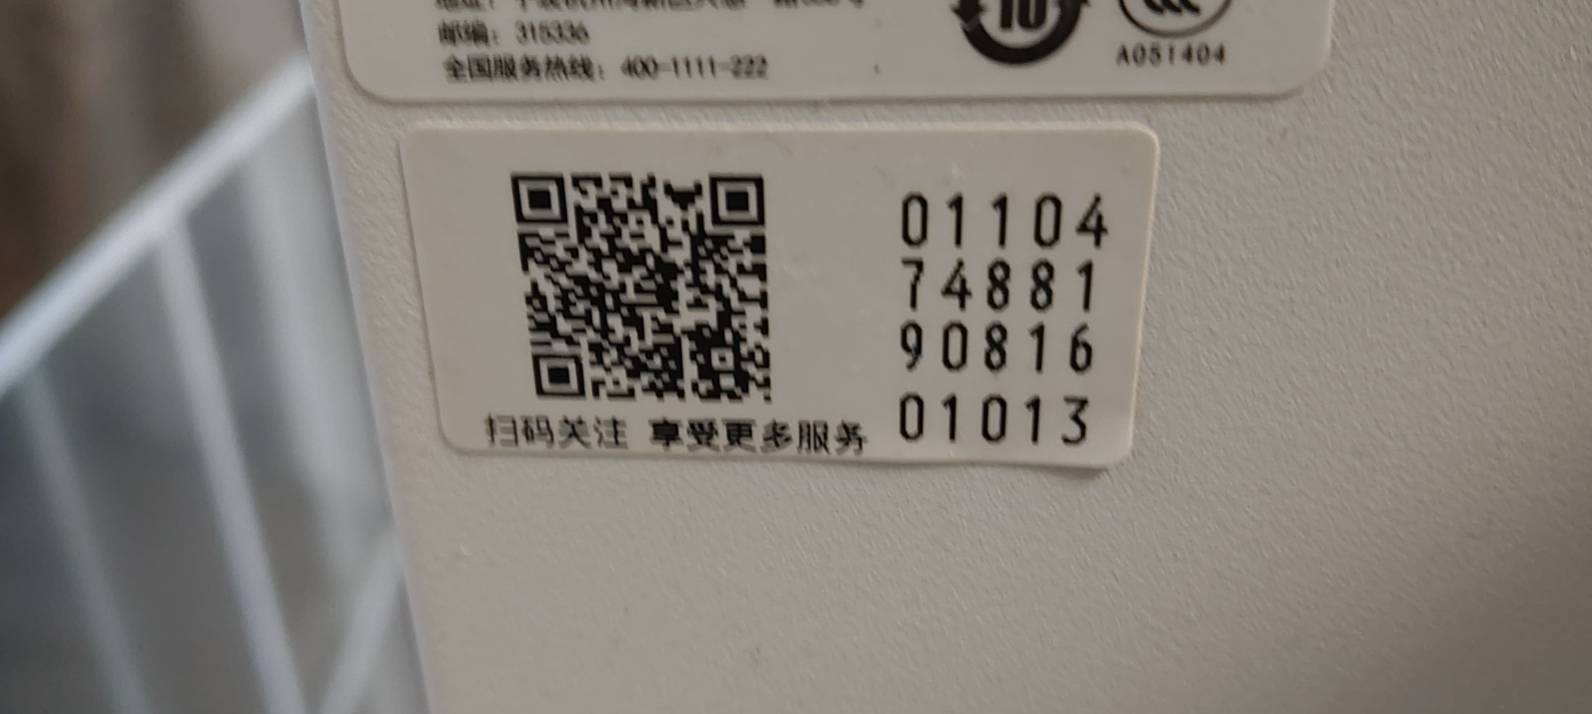 邮编：315336
全国服务热线：400-1111-222
10
A051404
01104
74881
90816
01013
扫码关注 享受更多服务